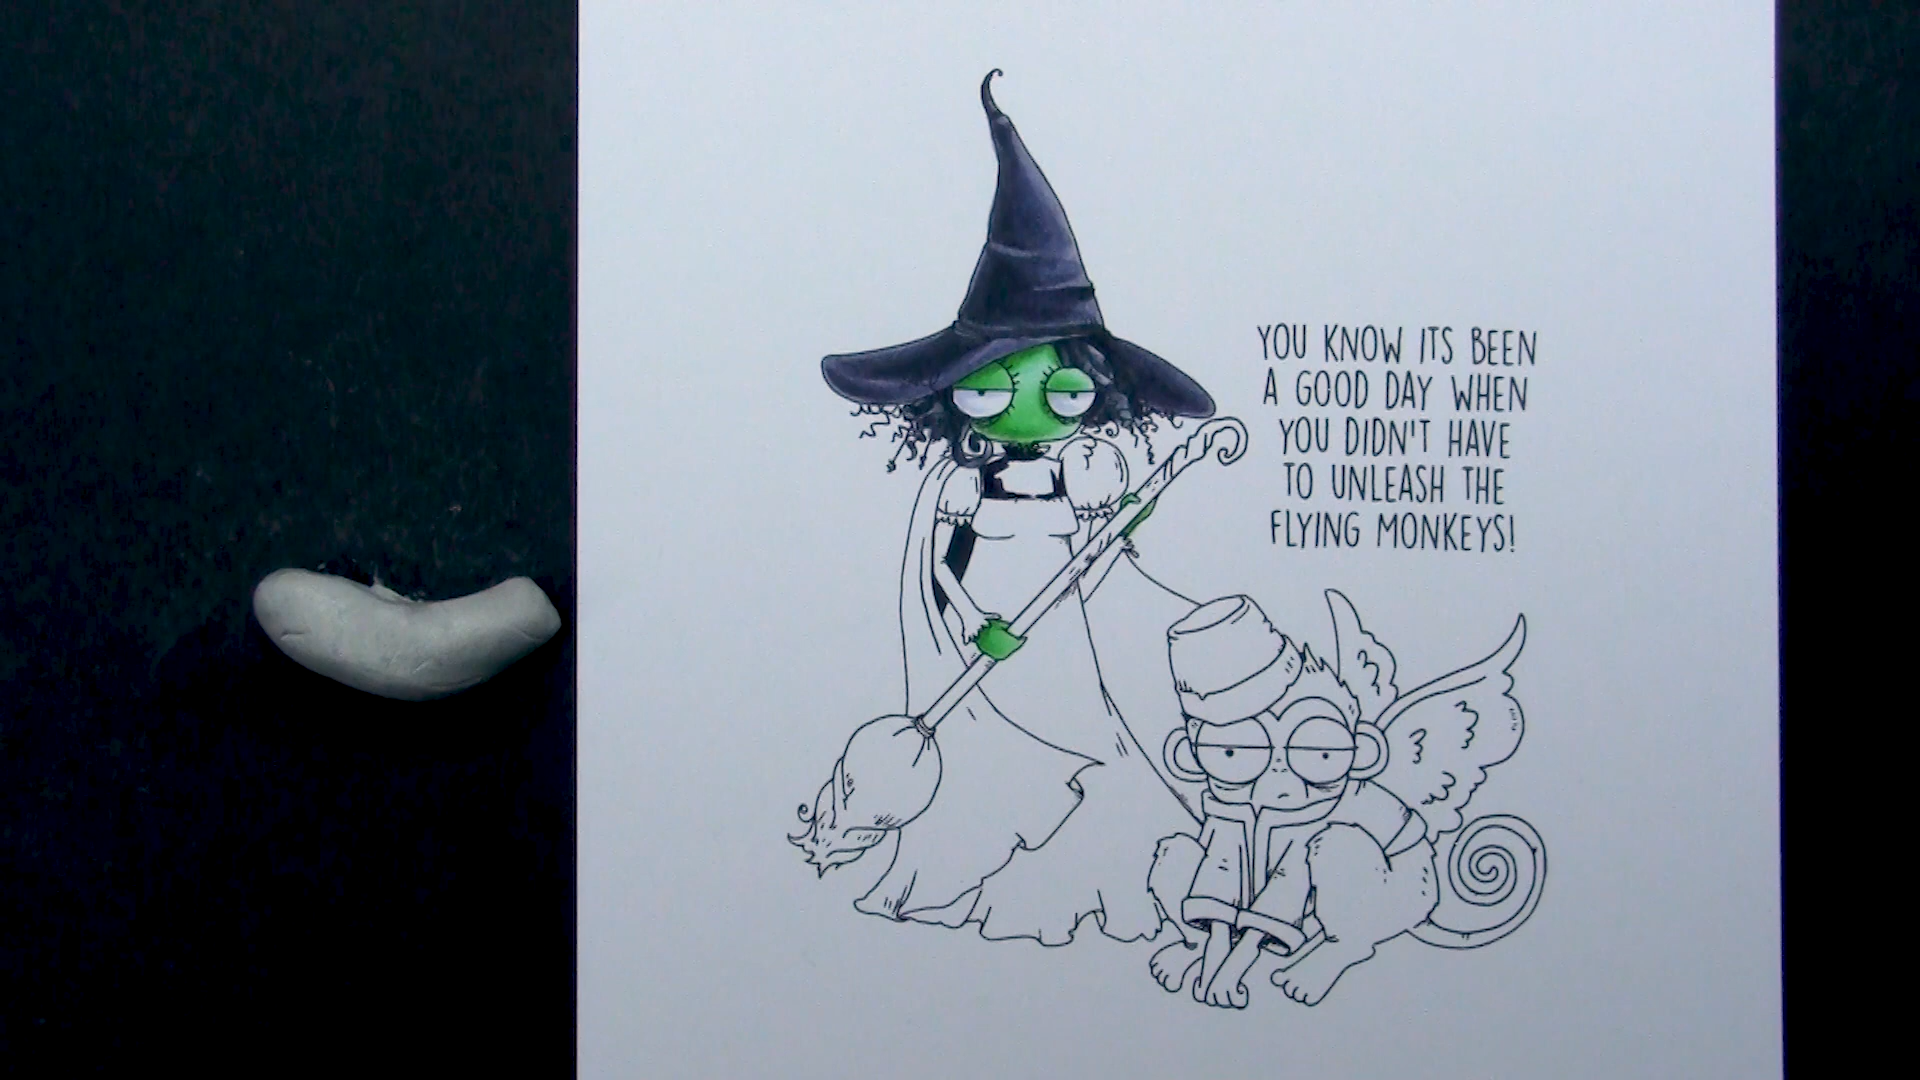 YOU KNOW ITS BEEN
A GOOD DAY WHEN
YOU DIDN'T HAVE
TO UNLEASH THE
FLYING MONKEYS!